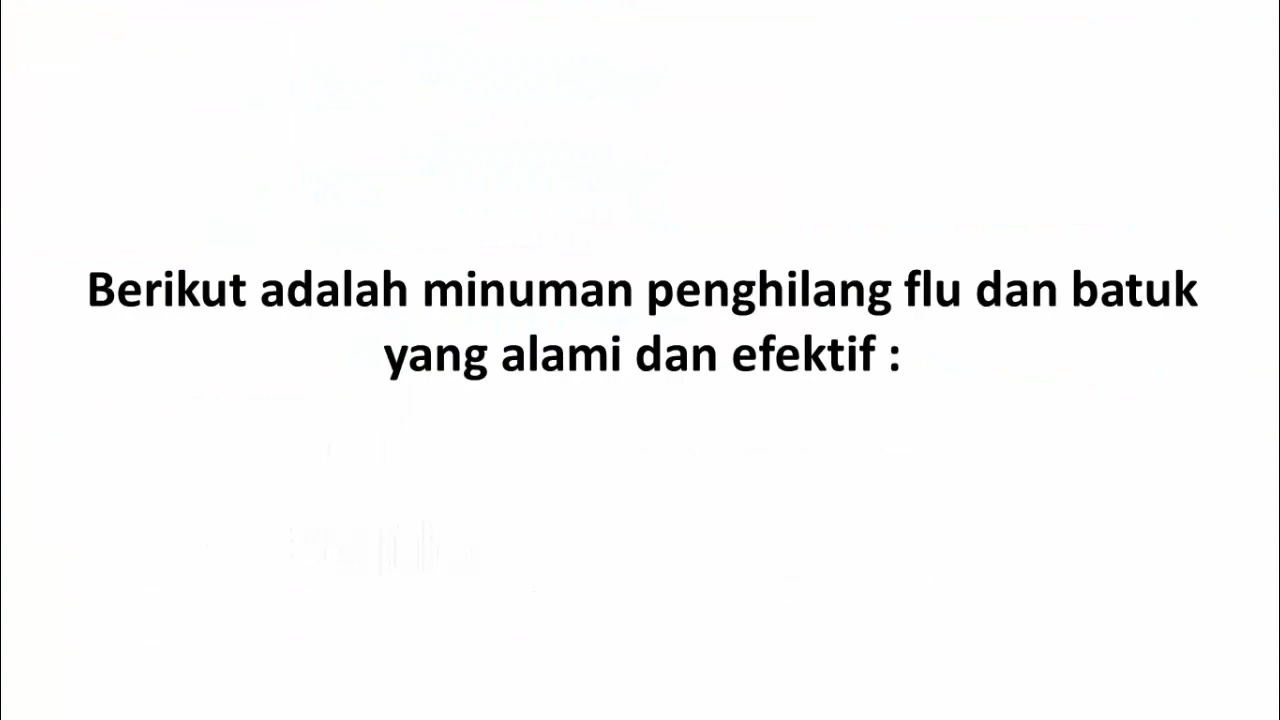 Berikut adalah minuman penghilang flu dan batuk
yang alami dan efektif :